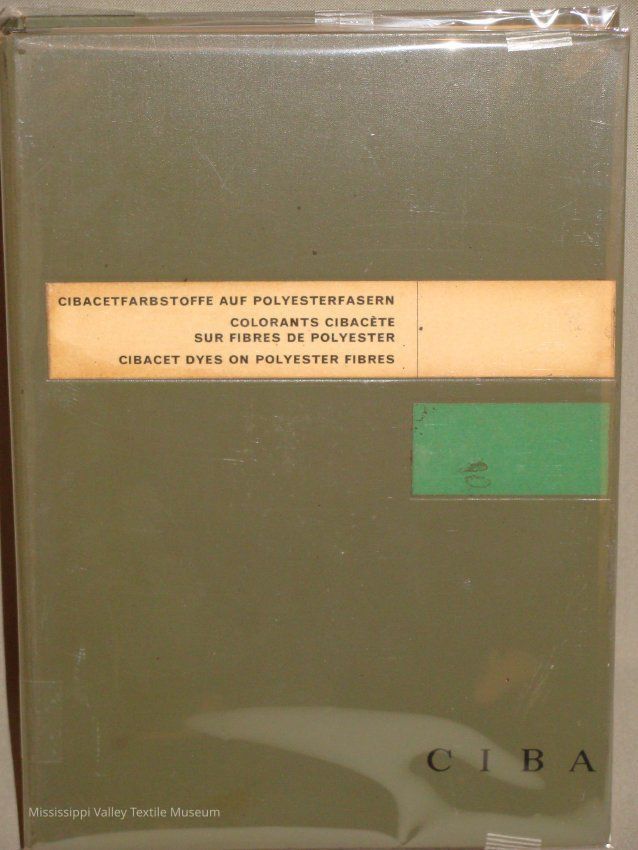 CIBACETFARBSTOFFE AUF POLYESTERFASERN
COLORANTS CIBACÈTE
SUR FIBRES DE POLYESTER
CIBACET DYES ON POLYESTER FIBRES
CIBA
Mississippi Valley Textile Museum